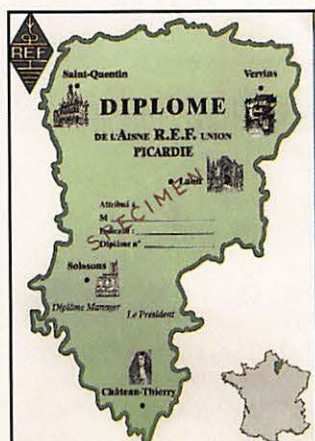 REF
Saint-Quentin
Vervins
DIPLOME
DE L'AISNE R.E.F. UNION
PICARDIE
Laon
SPECIMEN
Attribué à
M
Indicatif :
Diplôme n°
Soissons
Diplôme Manager
Le President
Château-Thierry